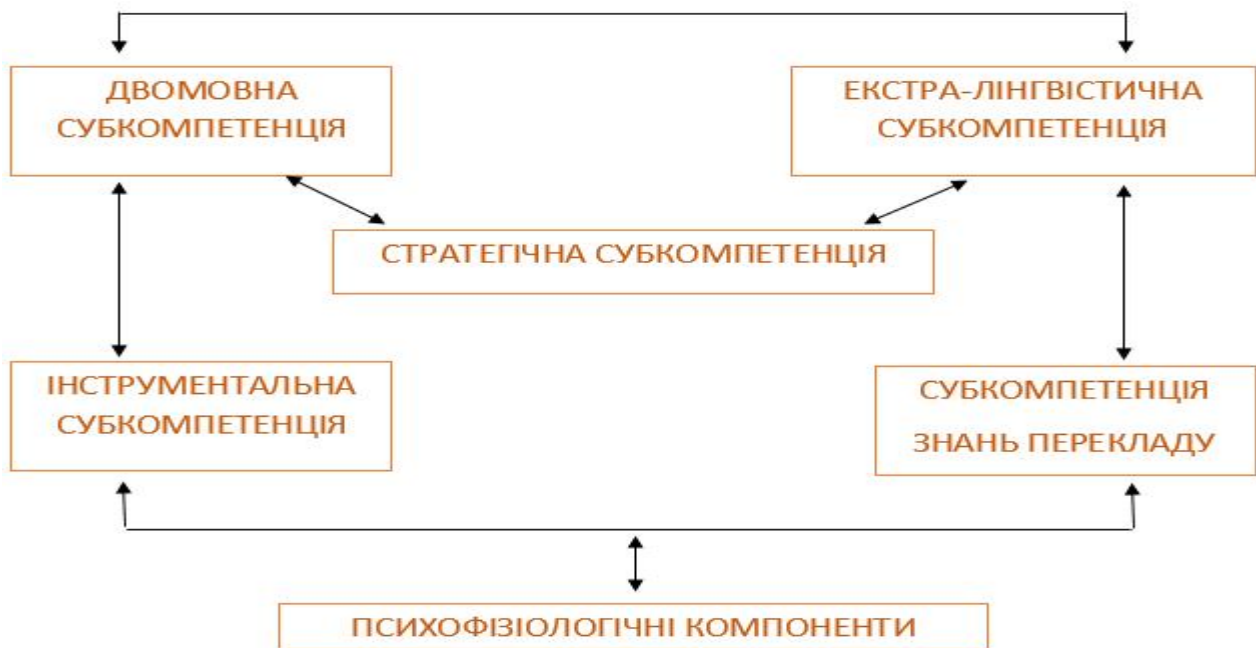 ДВОМОВНА
СУБКОМПЕТЕНЦІЯ
ЕКСТРА-ЛІНГВІСТИЧНА
СУБКОМПЕТЕНЦІЯ
СТРАТЕГІЧНА СУБКОМПЕТЕНЦІЯ
ІНСТРУМЕНТАЛЬНА
СУБКОМПЕТЕНЦІЯ
СУБКОМПЕТЕНЦІЯ
ЗНАНЬ ПЕРЕКЛАДУ
ПСИХОФІЗІОЛОГІЧНІ КОМПОНЕНТИ